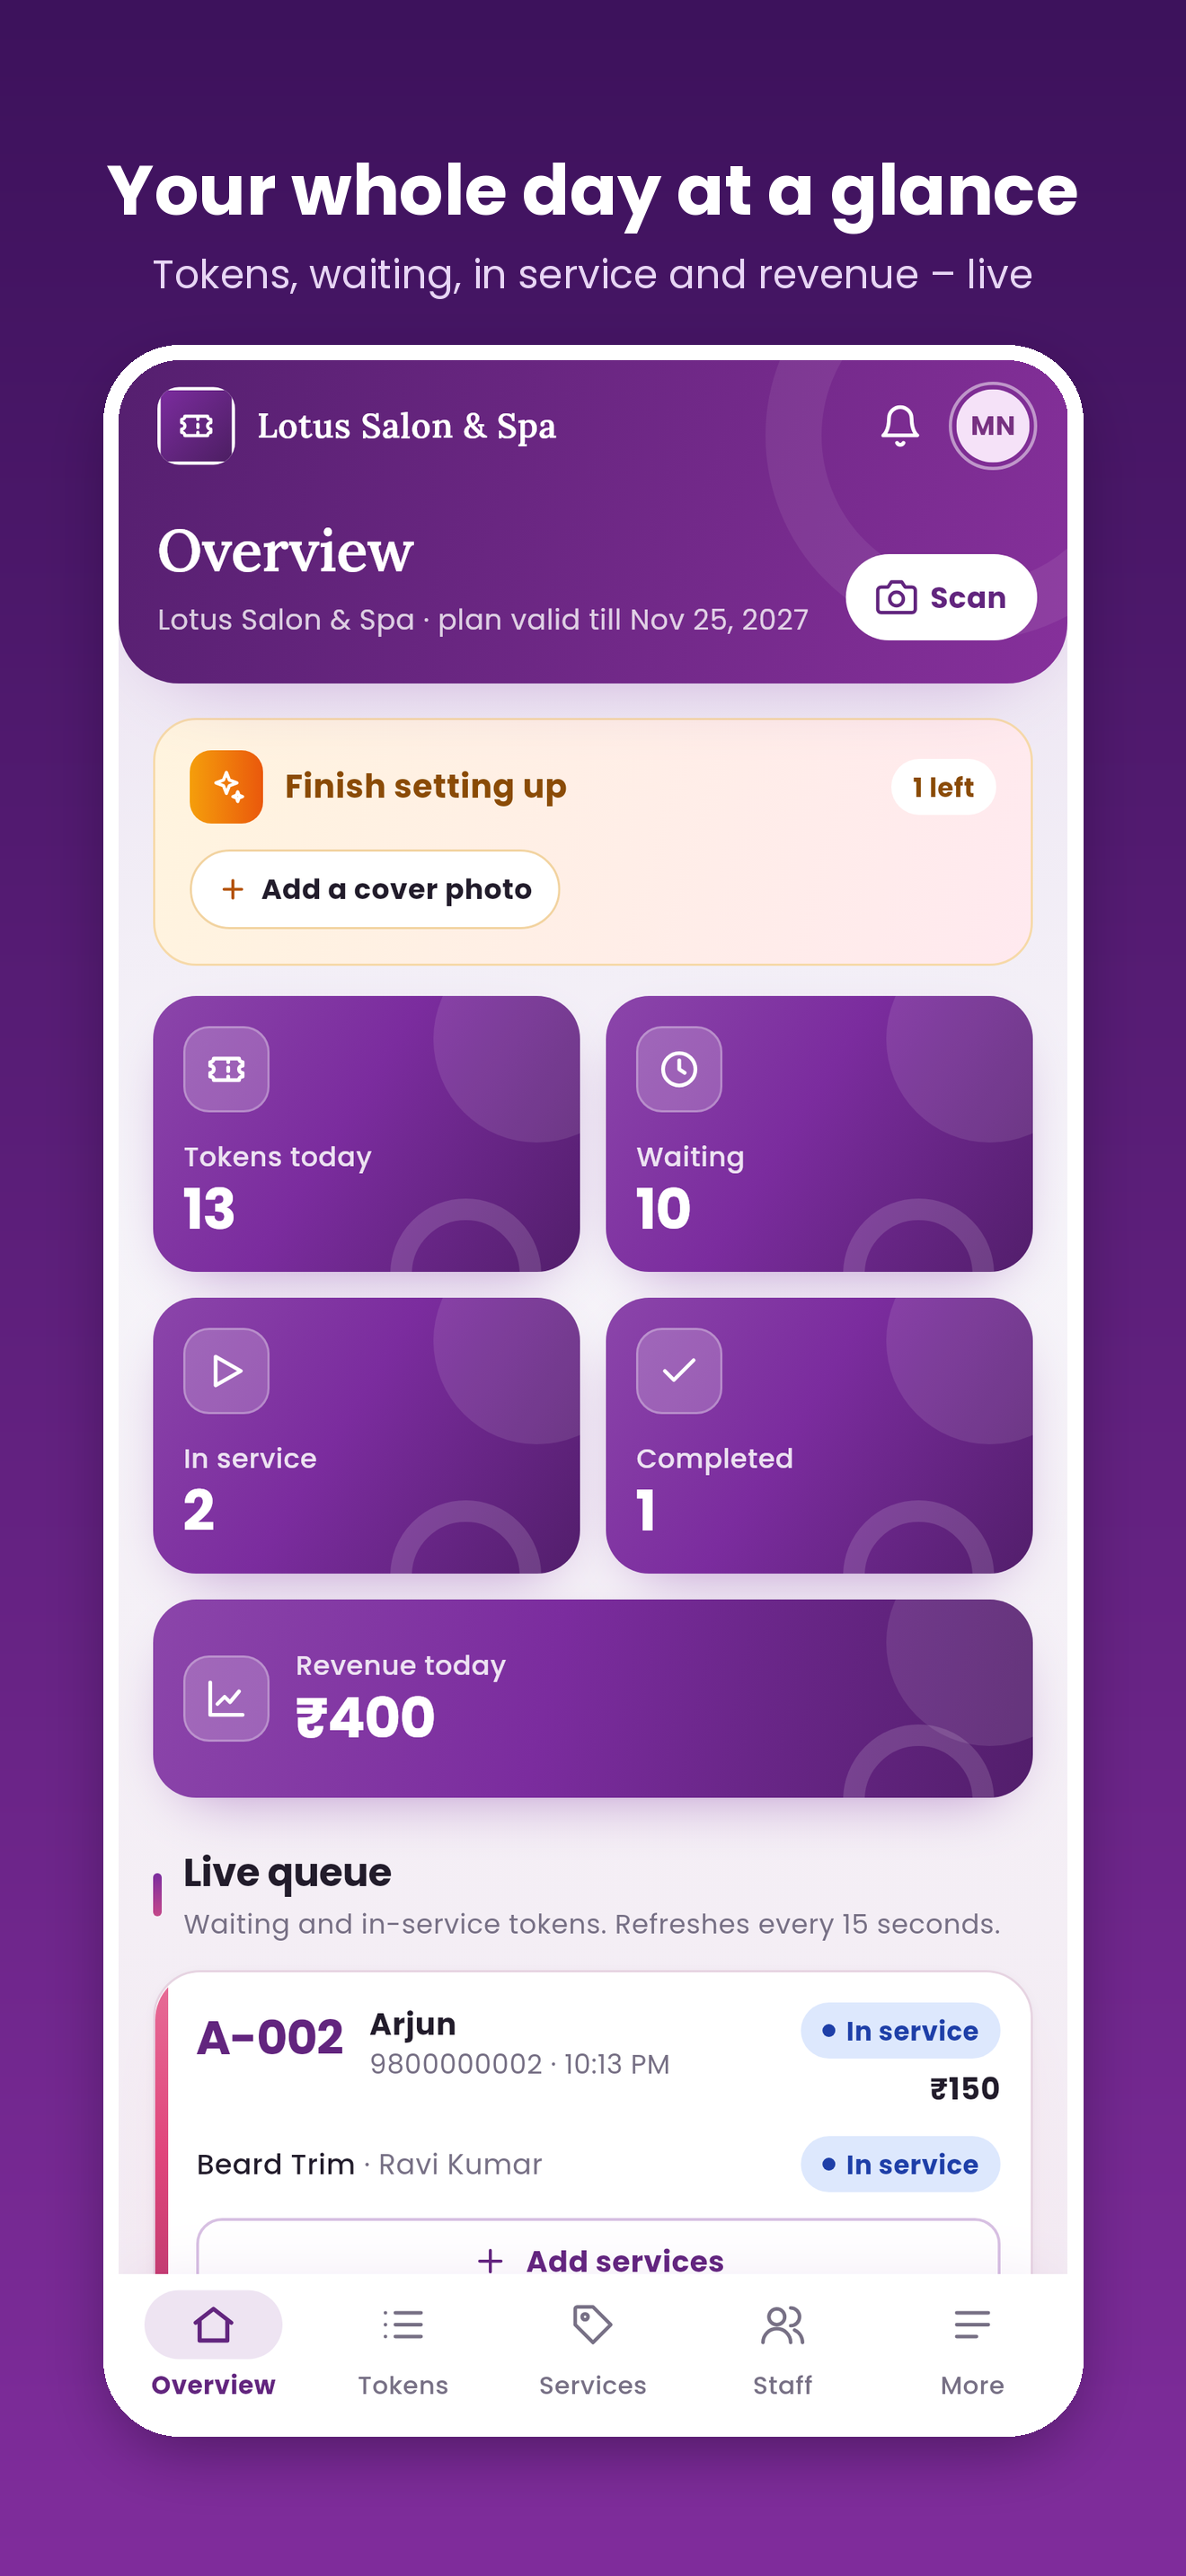 Your whole day at a glance
Tokens, waiting, in service and revenue – live
Lotus Salon & Spa
MN
Overview
Lotus Salon & Spa · plan valid till Nov 25, 2027
Scan
Finish setting up
1 left
+ Add a cover photo
Tokens today
13
Waiting
10
In service
2
Completed
1
Revenue today
₹400
Live queue
Waiting and in-service tokens. Refreshes every 15 seconds.
A-002
Arjun
9800000002 · 10:13 PM
In service
₹150
Beard Trim · Ravi Kumar
In service
+ Add services
Overview
Tokens
Services
Staff
More